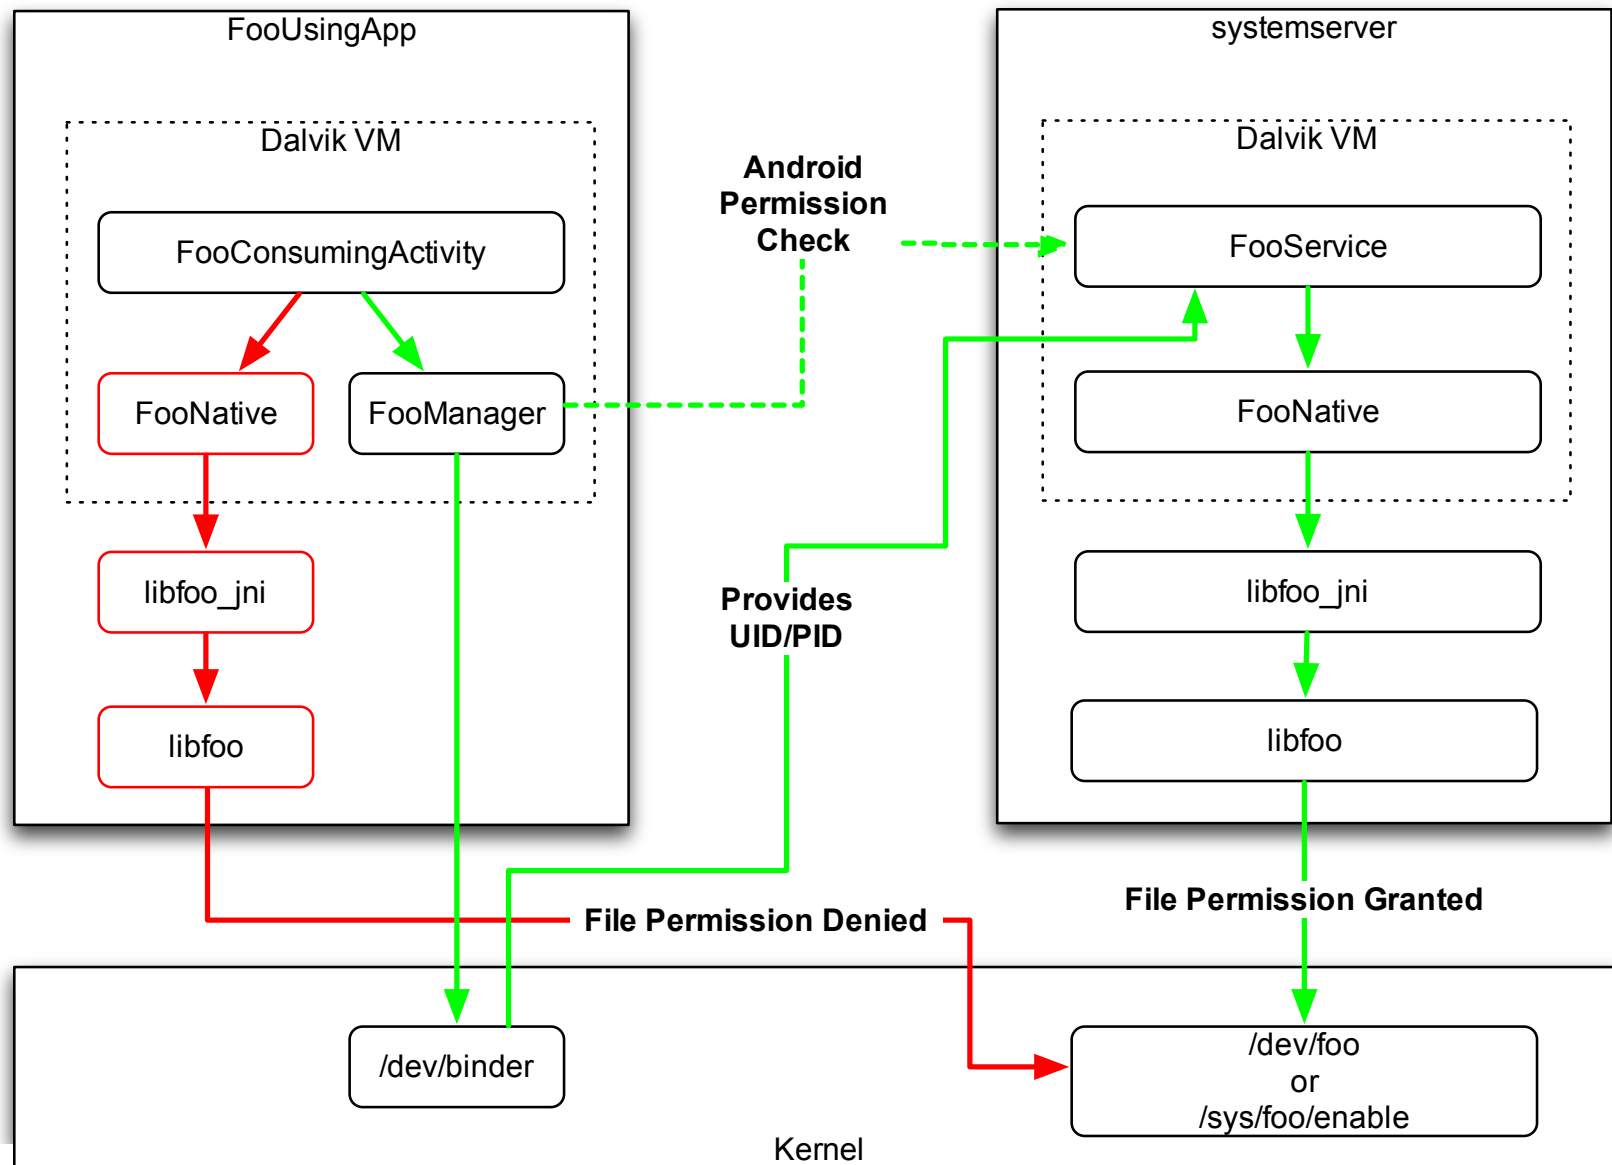 FooUsingApp
systemserver
Dalvik VM
Dalvik VM
Android
Permission
Check
FooConsumingActivity
FooService
FooNative
FooManager
FooNative
libfoo_jni
libfoo_jni
Provides
UID/PID
libfoo
libfoo
File Permission Denied
File Permission Granted
/dev/binder
/dev/foo
or
/sys/foo/enable
Kernel